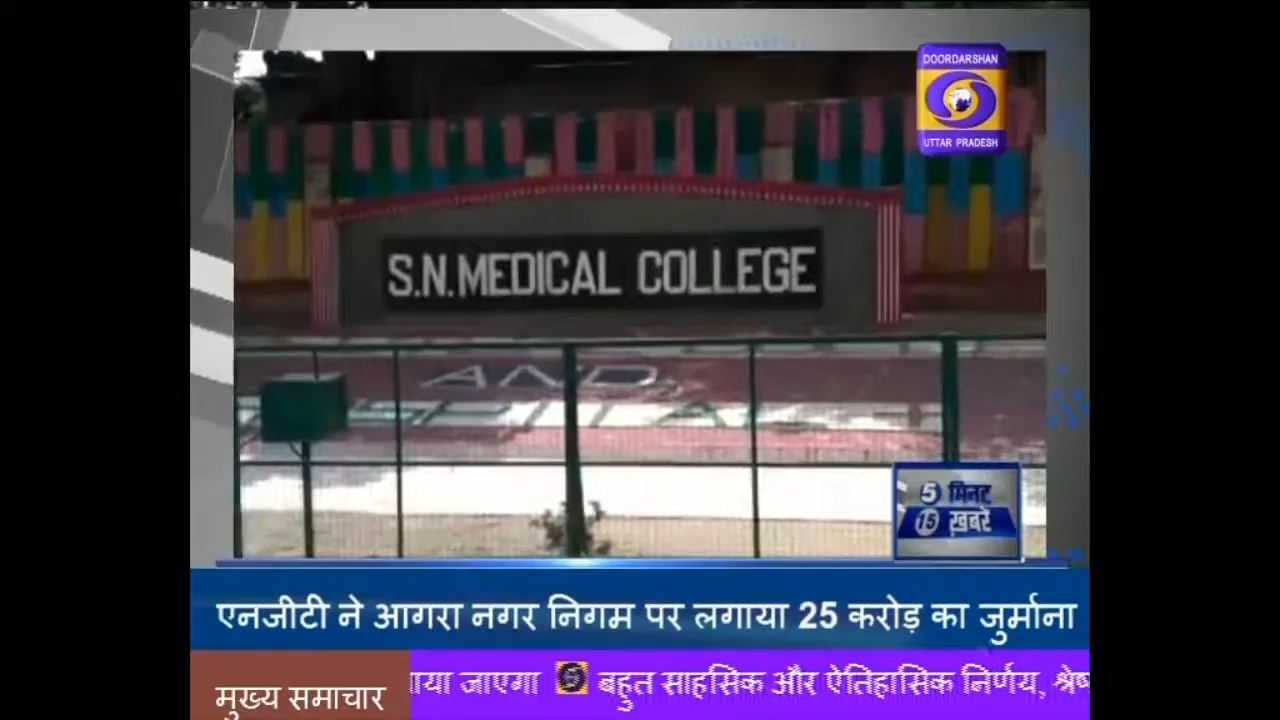 DOORDARSHAN
UTTAR PRADESH
S.N.MEDICAL COLLEGE
AND
5 मिनट
15 ख़बरें
एनजीटी ने आगरा नगर निगम पर लगाया 25 करोड़ का जुर्माना
मुख्य समाचार
जाएगा बहुत साहसिक और ऐतिहासिक निर्णय,